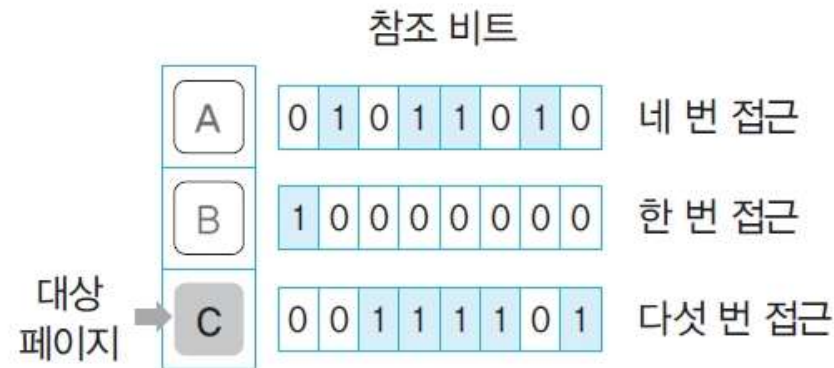 참조 비트
A 0 1 0 1 1 0 1 0 네 번 접근
B 1 0 0 0 0 0 0 0 한 번 접근
대상
페이지
C 0 0 1 1 1 1 0 1 다섯 번 접근